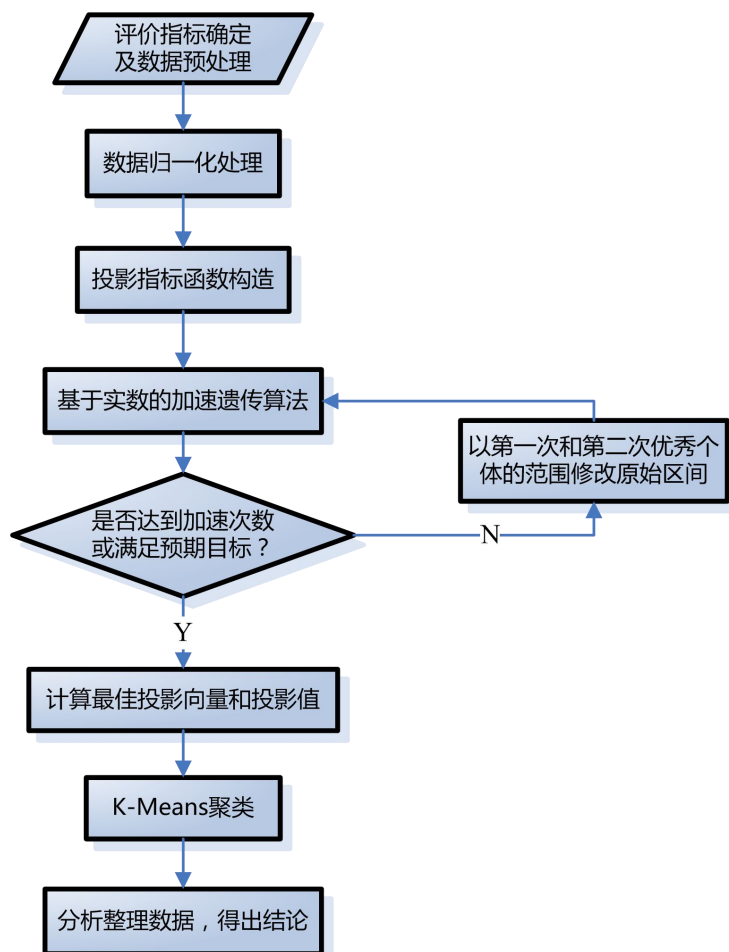 评价指标确定
及数据预处理
数据归一化处理
投影指标函数构造
基于实数的加速遗传算法
以第一次和第二次优秀个
体的范围修改原始区间
是否达到加速次数
或满足预期目标？
N
Y
计算最佳投影向量和投影值
K-Means聚类
分析整理数据，得出结论